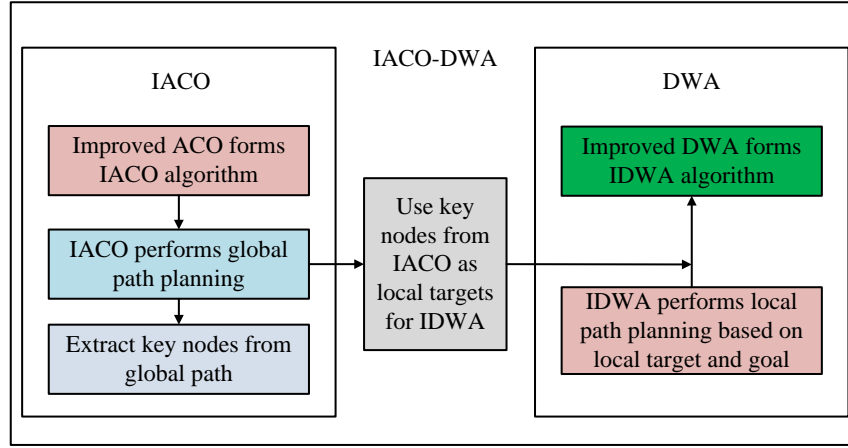 IACO-DWA
IACO
Improved ACO forms
IACO algorithm
IACO performs global
path planning
Extract key nodes from
global path
Use key
nodes from
IACO as
local targets
for IDWA
DWA
Improved DWA forms
IDWA algorithm
IDWA performs local
path planning based on
local target and goal